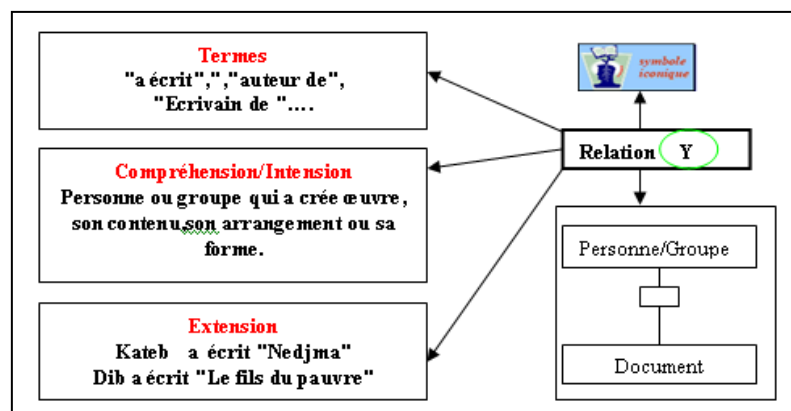 Termes
"a écrit",","auteur de",
"Ecrivain de "....
Compréhension/Intension
Personne ou groupe qui a crée œuvre,
son contenu,son arrangement ou sa
forme.
Extension
Kateb a écrit "Nedjma"
Dib a écrit "Le fils du pauvre"
symbole
iconique
Relation Y
Personne/Groupe
Document